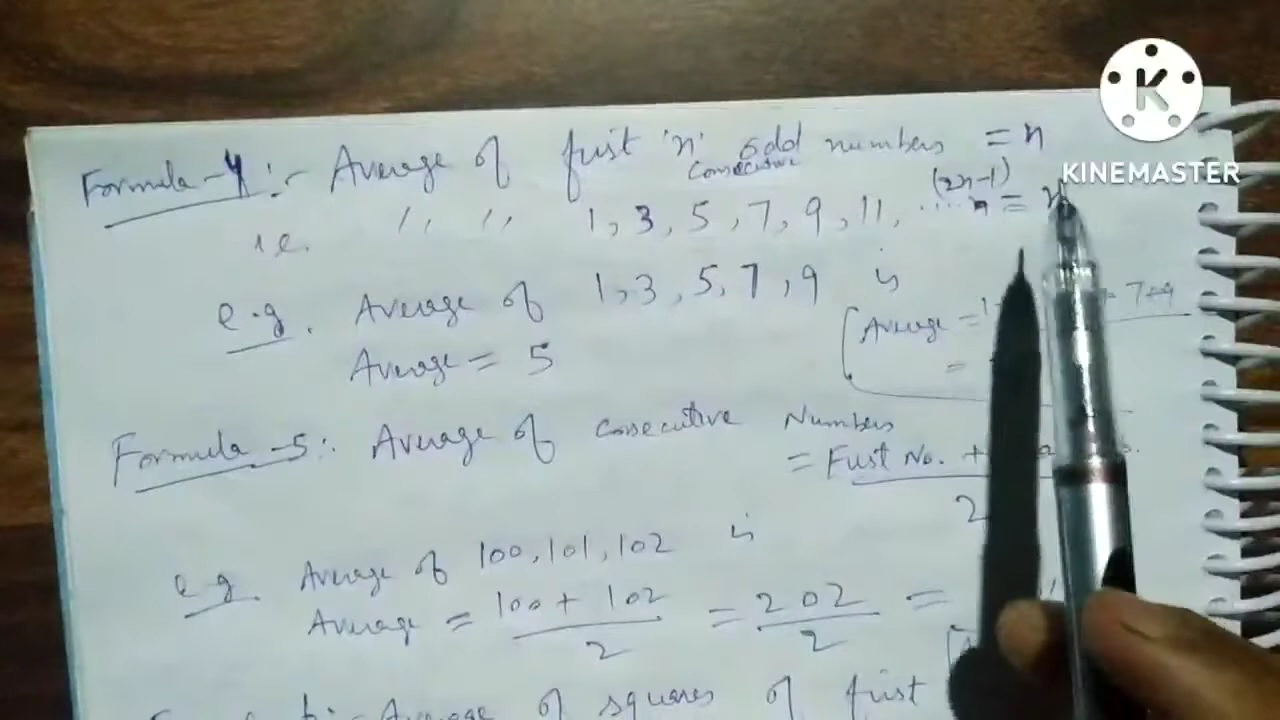 K
KINEMASTER
Formula-4:- Average of first 'n' odd numbers = n
consecutive
i.e. ,, ,, 1, 3, 5, 7, 9, 11, .... (2n-1) = n
e.g. Average of 1, 3, 5, 7, 9 is
Average = 5
Average =
=
Formula-5: Average of consecutive Numbers
= First No. +
2
e.g. Average of 100, 101, 102 is
Average = 100 + 102 / 2 = 202 / 2 =
Average of squares of first